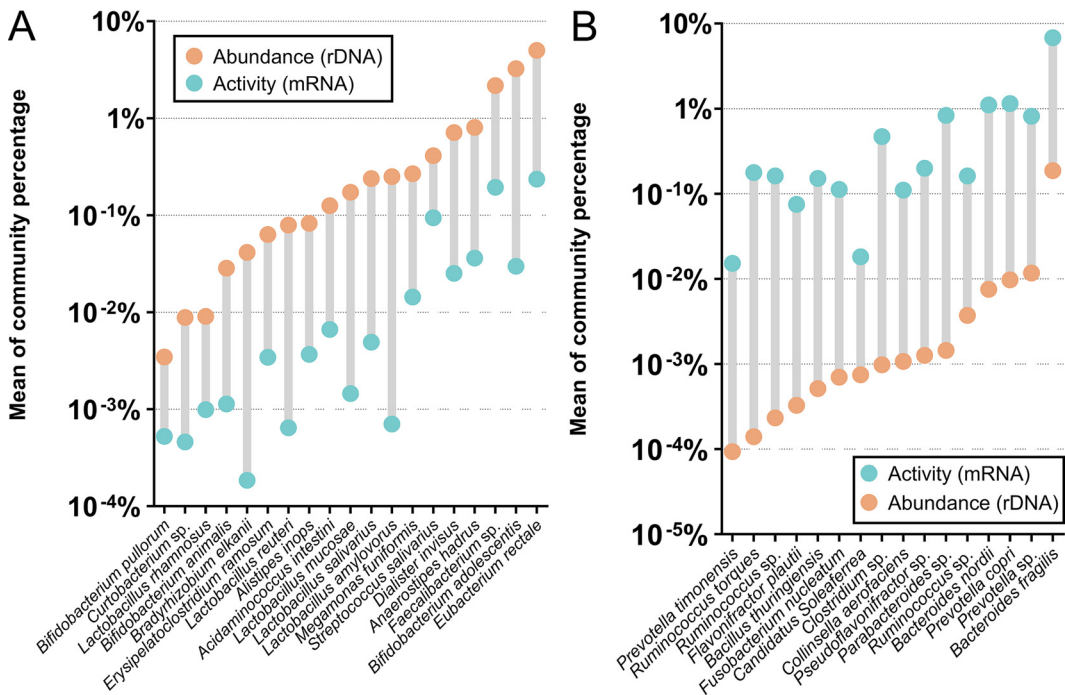 A
Mean of community percentage
10%
1%
10-1%
10-2%
10-3%
10-4%
Abundance (rDNA)
Activity (mRNA)
Bifidobacterium pullorum
Curtobacterium sp.
Lactobacillus rhamnosus
Bifidobacterium animalis
Bradyrhizobium elkanii
Erysipelatoclostridium ramosum
Lactobacillus reuteri
Alistipes inops
Acidaminococcus intestini
Lactobacillus mucosae
Lactobacillus salivarius
Lactobacillus amylovorus
Megamonas funiformis
Streptococcus salivarius
Dialister invisus
Anaerostipes hadrus
Faecalibacterium sp.
Bifidobacterium adolescentis
Eubacterium rectale
B
Mean of community percentage
10%
1%
10-1%
10-2%
10-3%
10-4%
10-5%
Activity (mRNA)
Abundance (rDNA)
Prevotella timonensis
Ruminococcus torques
Ruminococcus sp.
Flavonifractor plautii
Bacillus thuringiensis
Fusobacterium nucleatum
Candidatus Soleaferrea
Clostridium sp.
Collinsella aerofaciens
Pseudoflavonifractor sp.
Parabacteroides sp.
Ruminococcus sp.
Bacteroides nordii
Prevotella copri
Prevotella sp.
Bacteroides fragilis